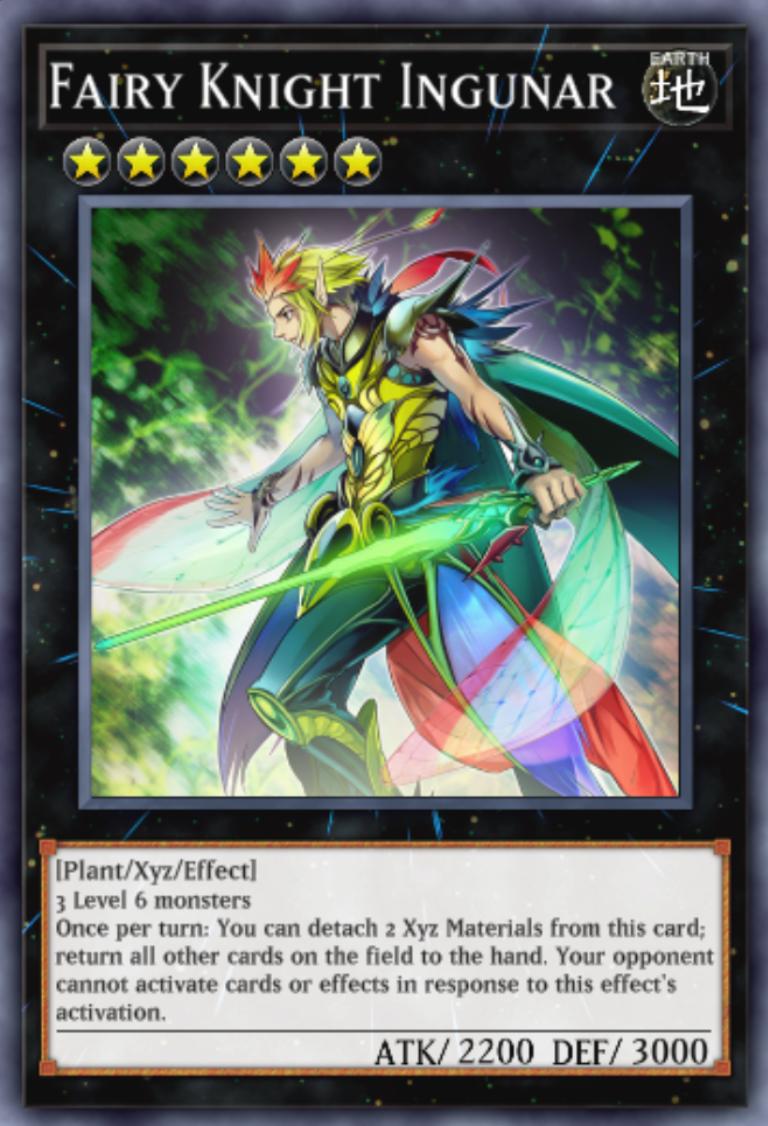 Fairy Knight Ingunar
EARTH
地
[Plant/Xyz/Effect]
3 Level 6 monsters
Once per turn: You can detach 2 Xyz Materials from this card;
return all other cards on the field to the hand. Your opponent
cannot activate cards or effects in response to this effect's
activation.
ATK/ 2200 DEF/ 3000